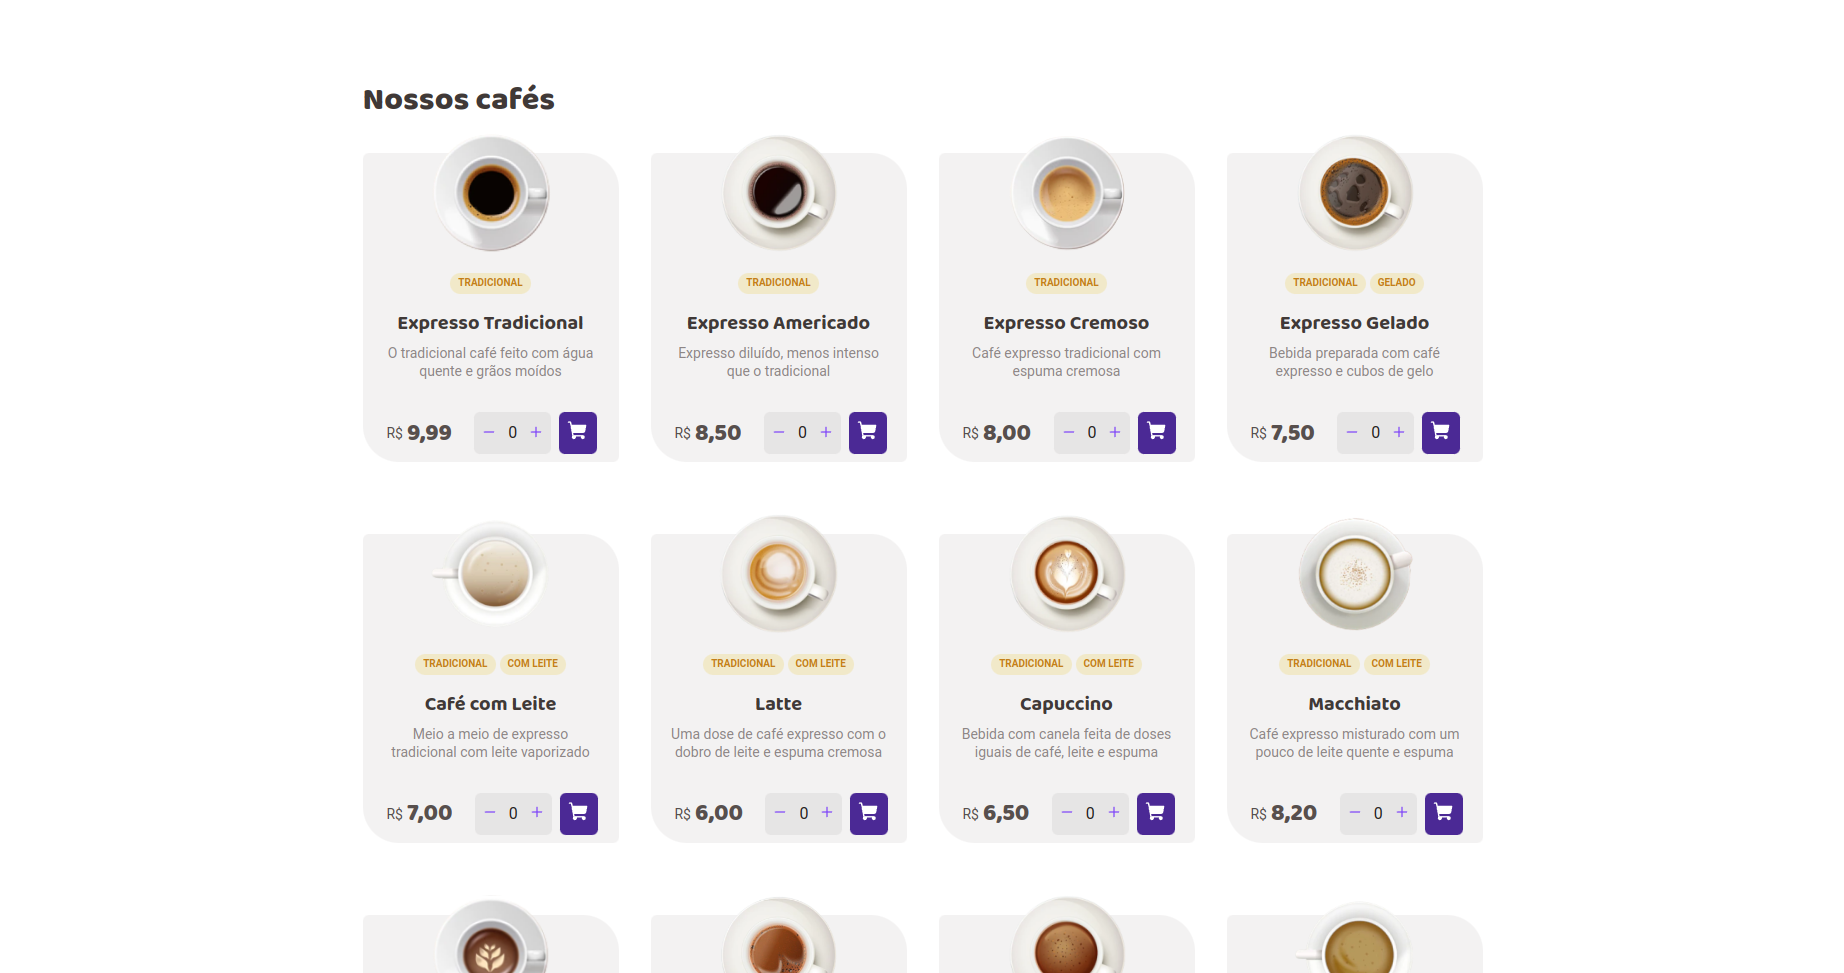 Nossos cafés
TRADICIONAL
Expresso Tradicional
O tradicional café feito com água
quente e grãos moídos
R$ 9,99 − 0 +
TRADICIONAL
Expresso Americado
Expresso diluído, menos intenso
que o tradicional
R$ 8,50 − 0 +
TRADICIONAL
Expresso Cremoso
Café expresso tradicional com
espuma cremosa
R$ 8,00 − 0 +
TRADICIONAL GELADO
Expresso Gelado
Bebida preparada com café
expresso e cubos de gelo
R$ 7,50 − 0 +
TRADICIONAL COM LEITE
Café com Leite
Meio a meio de expresso
tradicional com leite vaporizado
R$ 7,00 − 0 +
TRADICIONAL COM LEITE
Latte
Uma dose de café expresso com o
dobro de leite e espuma cremosa
R$ 6,00 − 0 +
TRADICIONAL COM LEITE
Capuccino
Bebida com canela feita de doses
iguais de café, leite e espuma
R$ 6,50 − 0 +
TRADICIONAL COM LEITE
Macchiato
Café expresso misturado com um
pouco de leite quente e espuma
R$ 8,20 − 0 +